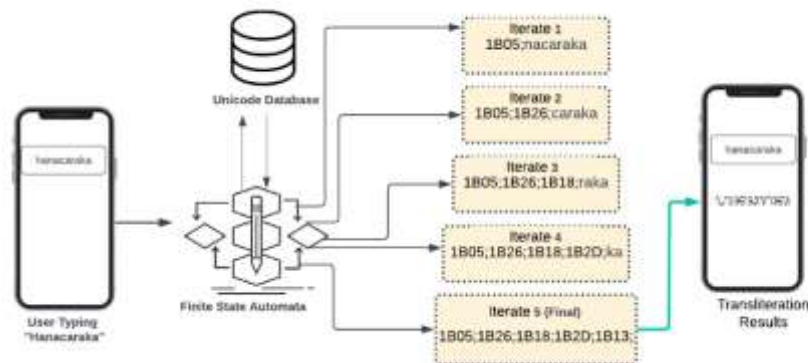 Unicode Database
hanacaraka
User Typing
"Hanacaraka"
Finite State Automata
Iterate 1
1B05;nacaraka
Iterate 2
1B05;1B26;caraka
Iterate 3
1B05;1B26;1B18;raka
Iterate 4
1B05;1B26;1B18;1B2D;ka
Iterate 5 (Final)
1B05;1B26;1B18;1B2D;1B13;
hanacaraka
Transliteration
Results